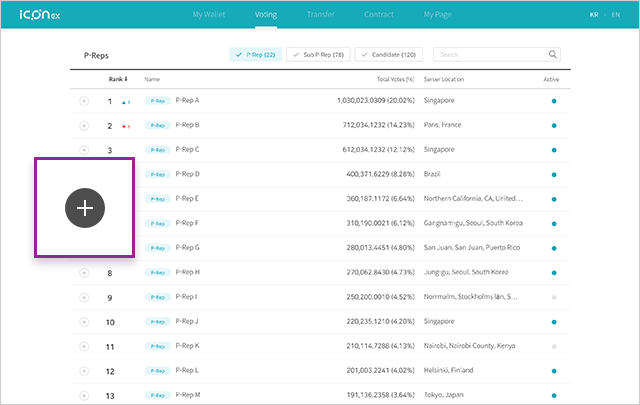 icon ex My Wallet Voting Transfer Contract My Page KR EN
P-Reps P-Rep (22) Sub P-Rep (78) Candidate (120) Search
Rank Name Total Votes (%) Server Location Active
1 1 P-Rep P-Rep A 1,030,023.0309 (20.02%) Singapore
2 1 P-Rep P-Rep B 712,034.1232 (14.23%) Paris, France
3 P-Rep P-Rep C 612,034.1232 (12.12%) Singapore
P-Rep P-Rep D 400,371.6229 (8.28%) Brazil
P-Rep P-Rep E 360,187.1172 (6.64%) Northern California, CA, United...
P-Rep P-Rep F 310,190.0021 (6.12%) Gangnam-gu, Seoul, South Korea
P-Rep P-Rep G 280,013.4451 (4.80%) San Juan, San Juan, Puerto Rico
8 P-Rep P-Rep H 270,062.8430 (4.73%) Jung-gu, Seoul, South Korea
9 P-Rep P-Rep I 250,200.0010 (4.52%) Norrmalm, Stockholms län, S...
10 P-Rep P-Rep J 220,235.1210 (4.20%) Singapore
11 P-Rep P-Rep K 210,114.7288 (4.13%) Nairobi, Nairobi County, Kenya
12 P-Rep P-Rep L 201,003.2241 (4.02%) Helsinki, Finland
13 P-Rep P-Rep M 191,136.2358 (3.64%) Tokyo, Japan